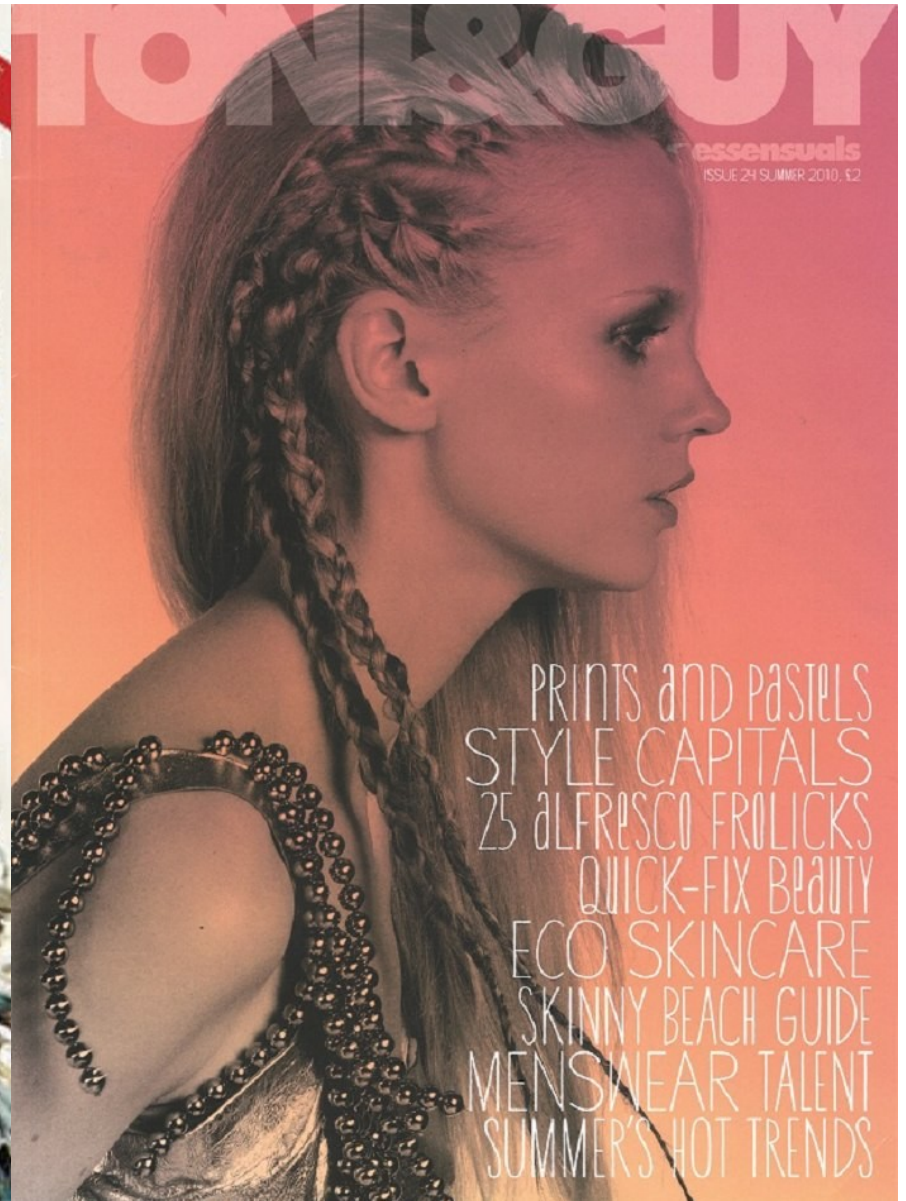 TONI&GUY
essensuals
ISSUE 24 SUMMER 2010, £2
PRINTS AND PASTELS
STYLE CAPITALS
25 ALFRESCO FROLICKS
QUICK-FIX BEAUTY
ECO SKINCARE
SKINNY BEACH GUIDE
MENSWEAR TALENT
SUMMER'S HOT TRENDS